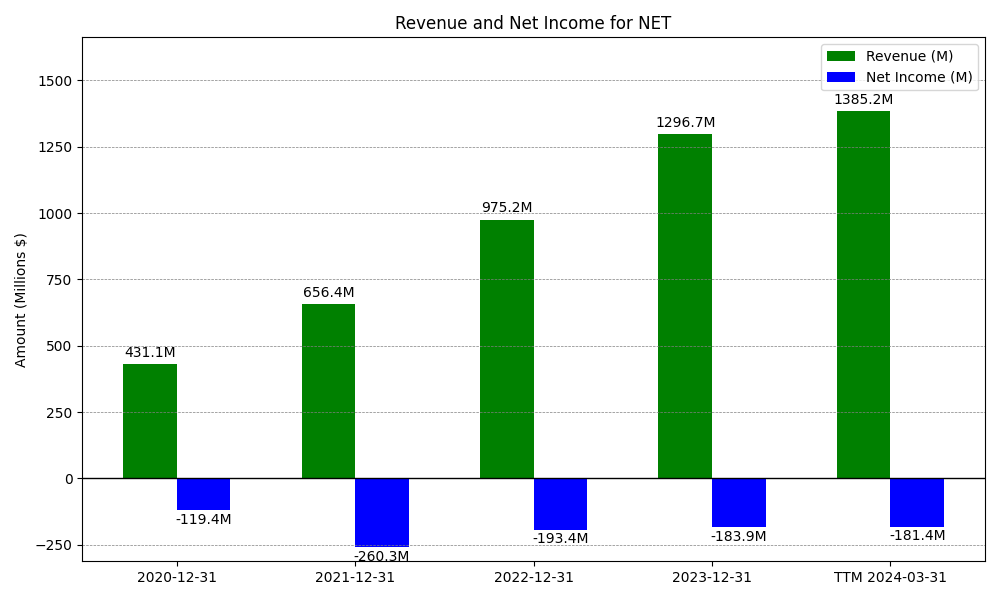 Revenue and Net Income for NET
Revenue (M)
Net Income (M)
Amount (Millions $)
1500
1250
1000
750
500
250
0
−250
431.1M
656.4M
975.2M
1296.7M
1385.2M
-119.4M
-260.3M
-193.4M
-183.9M
-181.4M
2020-12-31
2021-12-31
2022-12-31
2023-12-31
TTM 2024-03-31